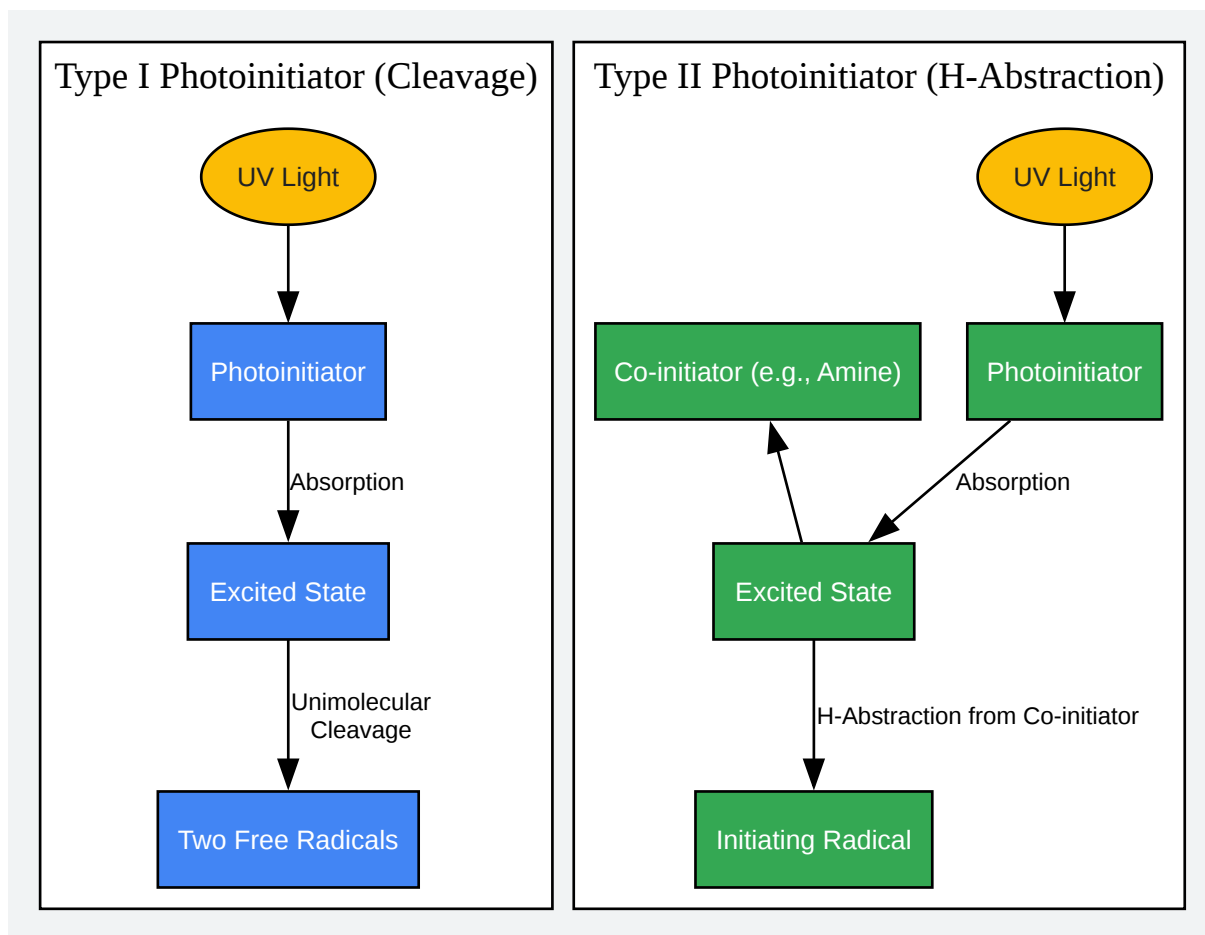 Type I Photoinitiator (Cleavage)
UV Light
Photoinitiator
Absorption
Excited State
Unimolecular
Cleavage
Two Free Radicals
Type II Photoinitiator (H-Abstraction)
UV Light
Co-initiator (e.g., Amine)
Photoinitiator
Absorption
Excited State
H-Abstraction from Co-initiator
Initiating Radical